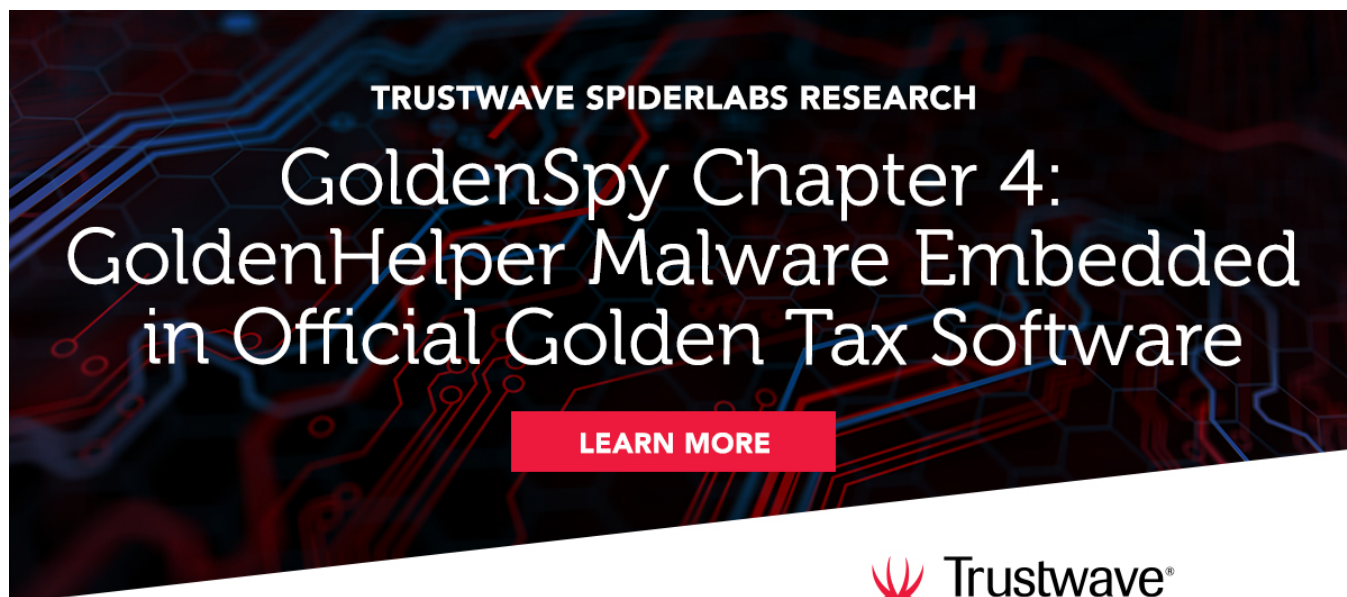 TRUSTWAVE SPIDERLABS RESEARCH
GoldenSpy Chapter 4:
GoldenHelper Malware Embedded
in Official Golden Tax Software
LEARN MORE
Trustwave®